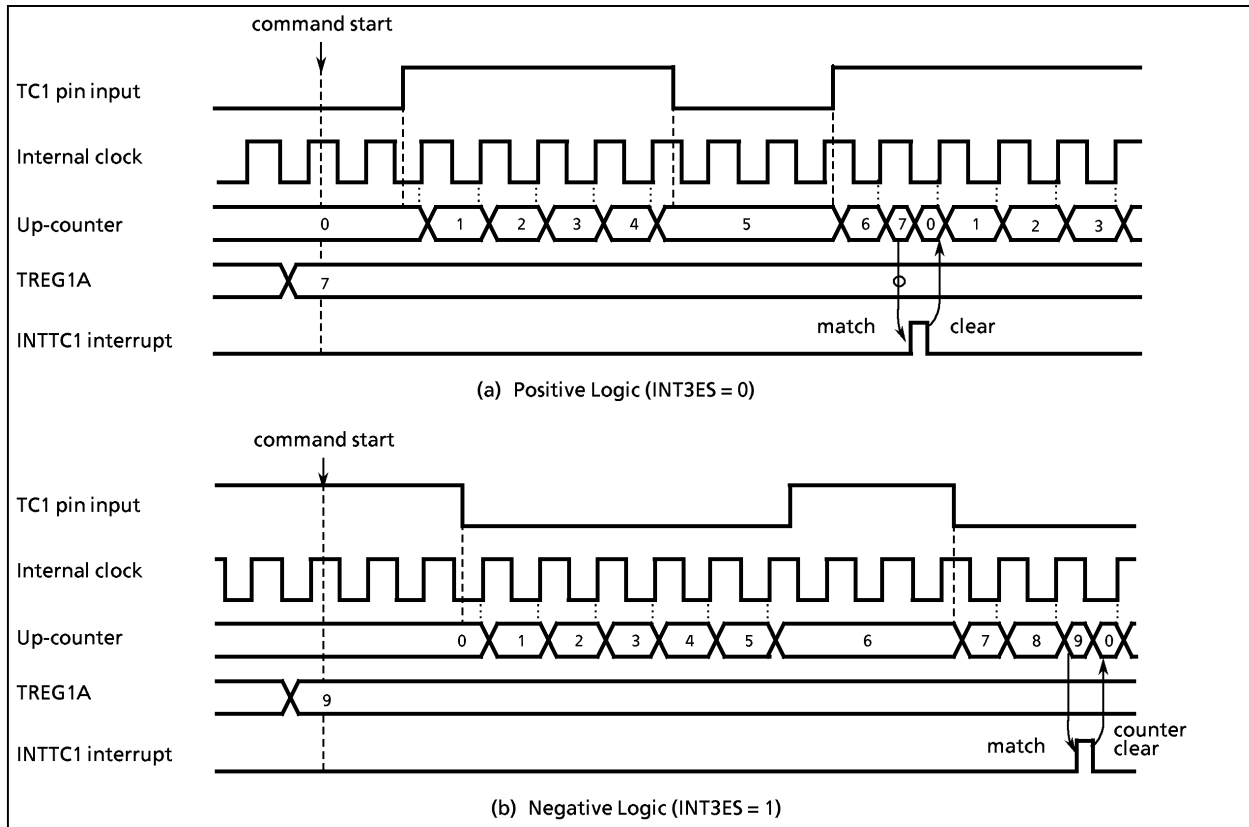 command start
TC1 pin input
Internal clock
Up-counter 0 1 2 3 4 5 6 7 0 1 2 3
TREG1A 7
match clear
INTTC1 interrupt
(a) Positive Logic (INT3ES = 0)
command start
TC1 pin input
Internal clock
Up-counter 0 1 2 3 4 5 6 7 8 9 0
TREG1A 9
match counter clear
INTTC1 interrupt
(b) Negative Logic (INT3ES = 1)